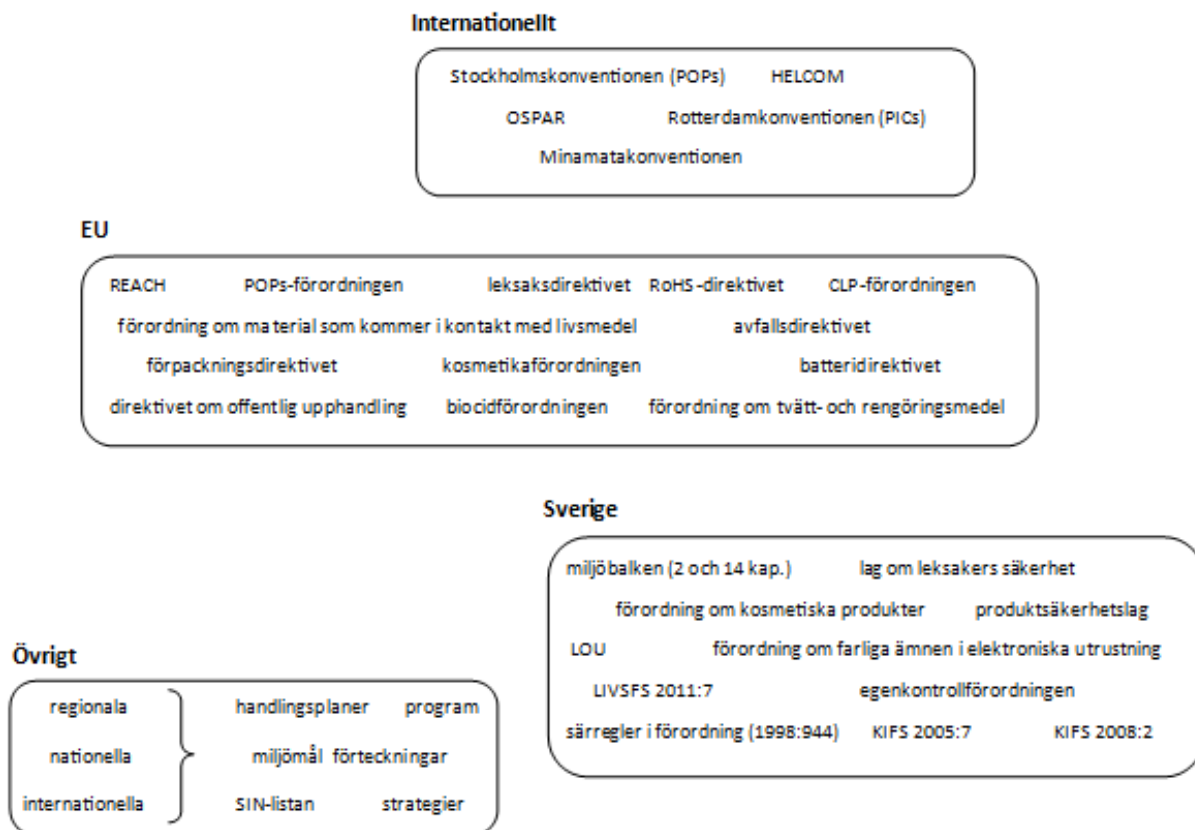 Internationellt
Stockholmskonventionen (POPs) HELCOM
OSPAR Rotterdamkonventionen (PICs)
Minamatakonventionen
EU
REACH POPs-förordningen leksaksdirektivet RoHS-direktivet CLP-förordningen
förordning om material som kommer i kontakt med livsmedel avfallsdirektivet
förpackningsdirektivet kosmetikaförordningen batteridirektivet
direktivet om offentlig upphandling biocidförordningen förordning om tvätt- och rengöringsmedel
Sverige
miljöbalken (2 och 14 kap.) lag om leksakers säkerhet
förordning om kosmetiska produkter produktsäkerhetslag
LOU förordning om farliga ämnen i elektroniska utrustning
LIVSFS 2011:7 egenkontrollförordningen
särregler i förordning (1998:944) KIFS 2005:7 KIFS 2008:2
Övrigt
regionala handlingsplaner program
nationella miljömål förteckningar
internationella SIN-listan strategier